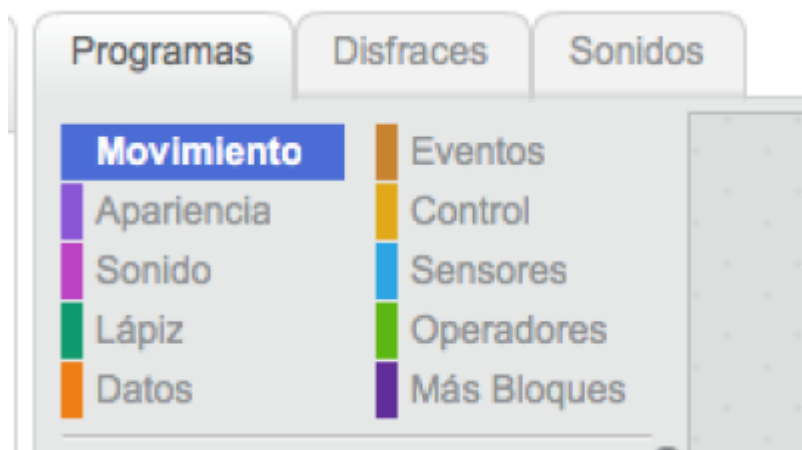 Programas Disfraces Sonidos
Movimiento Eventos
Apariencia Control
Sonido Sensores
Lápiz Operadores
Datos Más Bloques